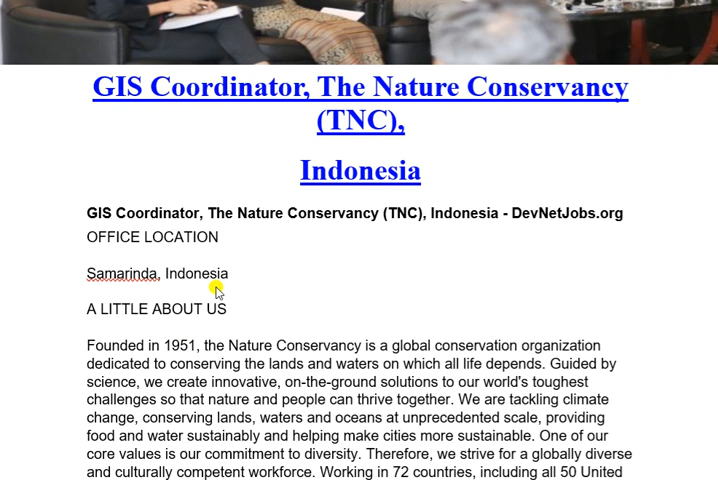 GIS Coordinator, The Nature Conservancy
(TNC),
Indonesia
GIS Coordinator, The Nature Conservancy (TNC), Indonesia - DevNetJobs.org
OFFICE LOCATION
Samarinda, Indonesia
A LITTLE ABOUT US
Founded in 1951, the Nature Conservancy is a global conservation organization
dedicated to conserving the lands and waters on which all life depends. Guided by
science, we create innovative, on-the-ground solutions to our world's toughest
challenges so that nature and people can thrive together. We are tackling climate
change, conserving lands, waters and oceans at unprecedented scale, providing
food and water sustainably and helping make cities more sustainable. One of our
core values is our commitment to diversity. Therefore, we strive for a globally diverse
and culturally competent workforce. Working in 72 countries, including all 50 United